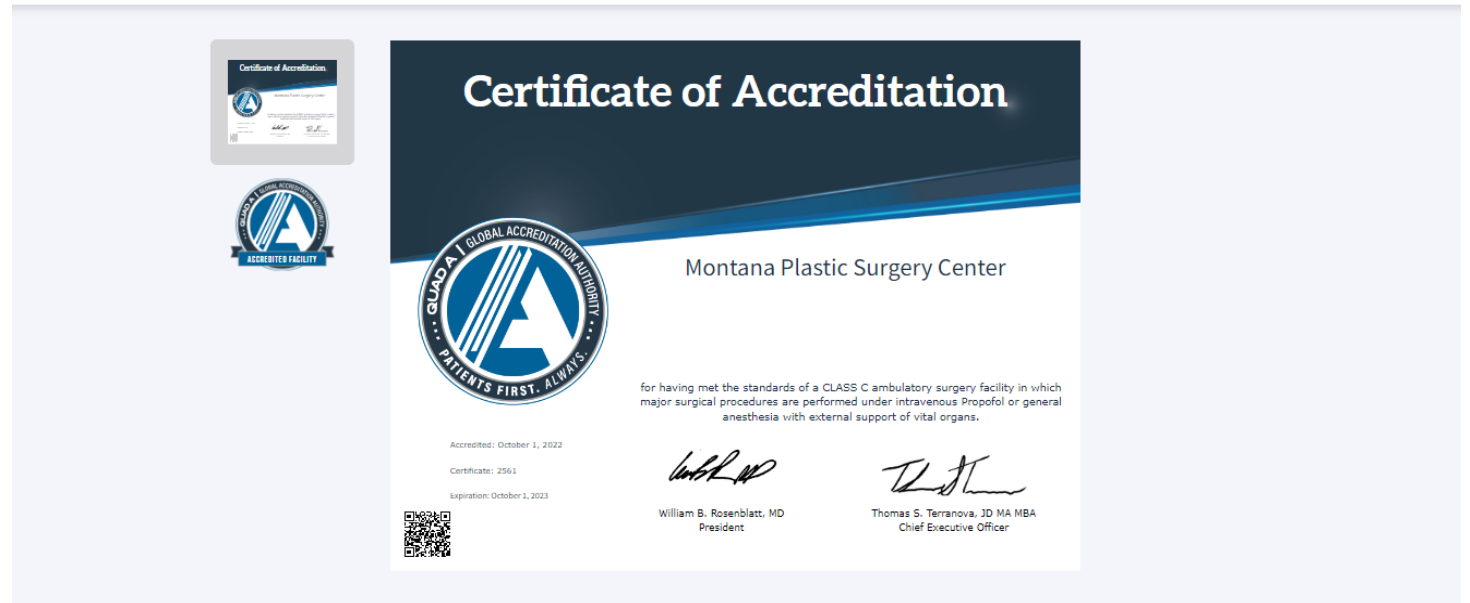 Certificate of Accreditation
ACCREDITED FACILITY
Certificate of Accreditation
QUAD A | GLOBAL ACCREDITATION AUTHORITY
PATIENTS FIRST. ALWAYS.
Montana Plastic Surgery Center
for having met the standards of a CLASS C ambulatory surgery facility in which
major surgical procedures are performed under intravenous Propofol or general
anesthesia with external support of vital organs.
Accredited: October 1, 2022
Certificate: 2561
Expiration: October 1, 2023
William B. Rosenblatt, MD
President
Thomas S. Terranova, JD MA MBA
Chief Executive Officer